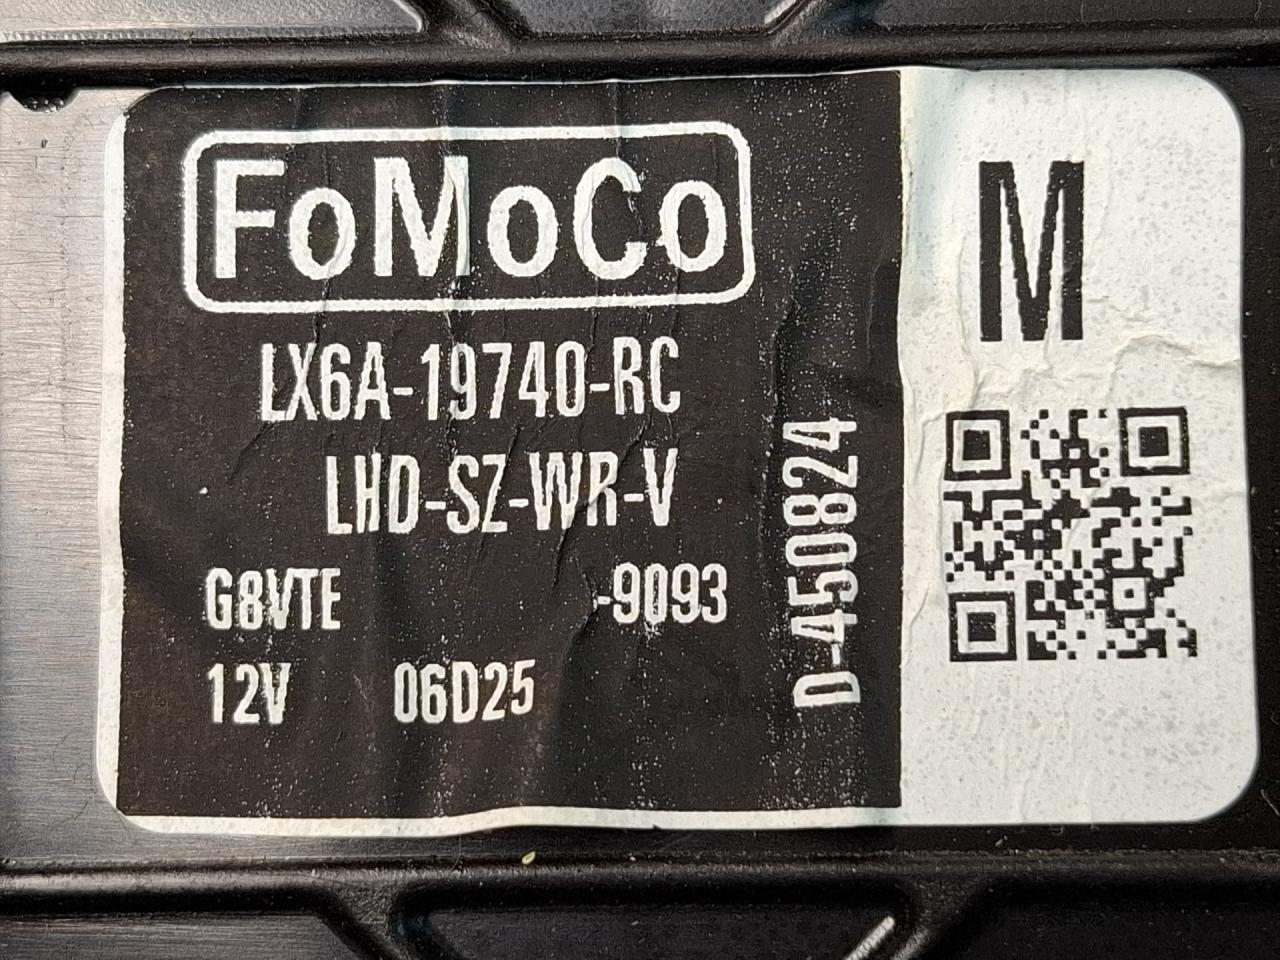 FoMoCo
LX6A-19740-RC
LHD-SZ-WR-V
G8VTE -9093
12V 06D25
D-450824
M